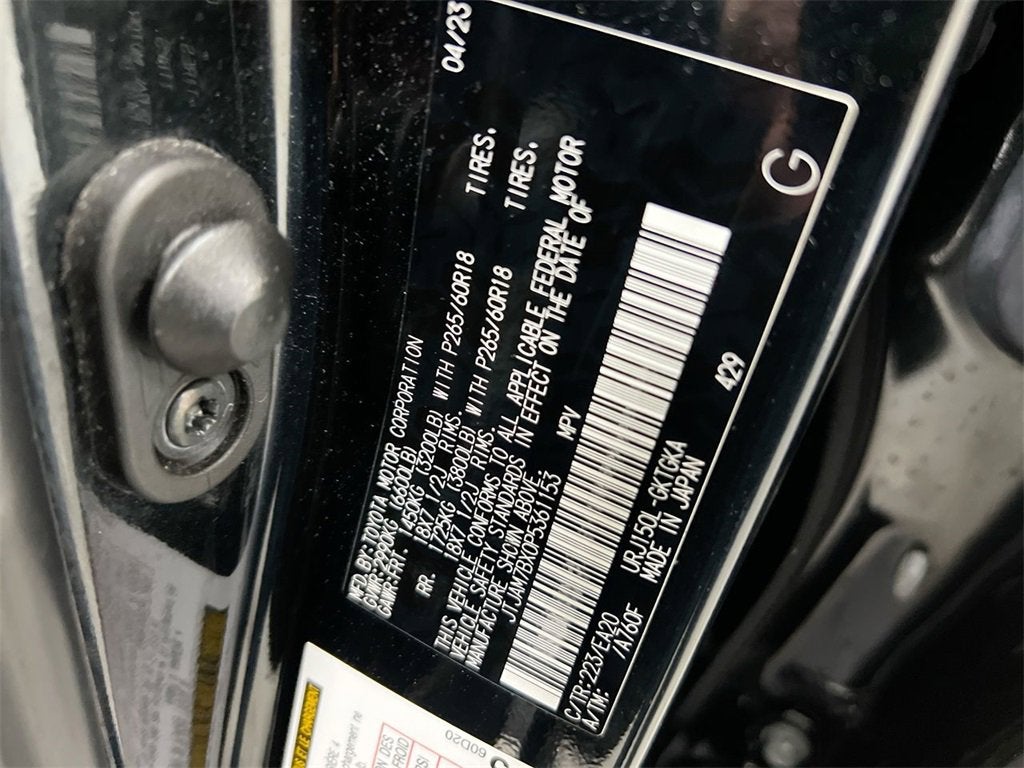 MFD. BY: TOYOTA MOTOR CORPORATION 04/23
GVWR: 2990KG (6600LB)
GAWR: FRT. 1450KG (3200LB) WITH P265/60R18 TIRES.
18X7 1/2J RIMS.
RR. 1725KG (3800LB) WITH P265/60R18 TIRES.
18X7 1/2J RIMS.
THIS VEHICLE CONFORMS TO ALL APPLICABLE FEDERAL MOTOR
VEHICLE SAFETY STANDARDS IN EFFECT ON THE DATE OF
MANUFACTURE SHOWN ABOVE.
JTJAM7BX0P5361153 MPV
C/TR: 223/EA20 URJ150L-GKTGKA 429
A/TM: /A760F MADE IN JAPAN
G
60D20